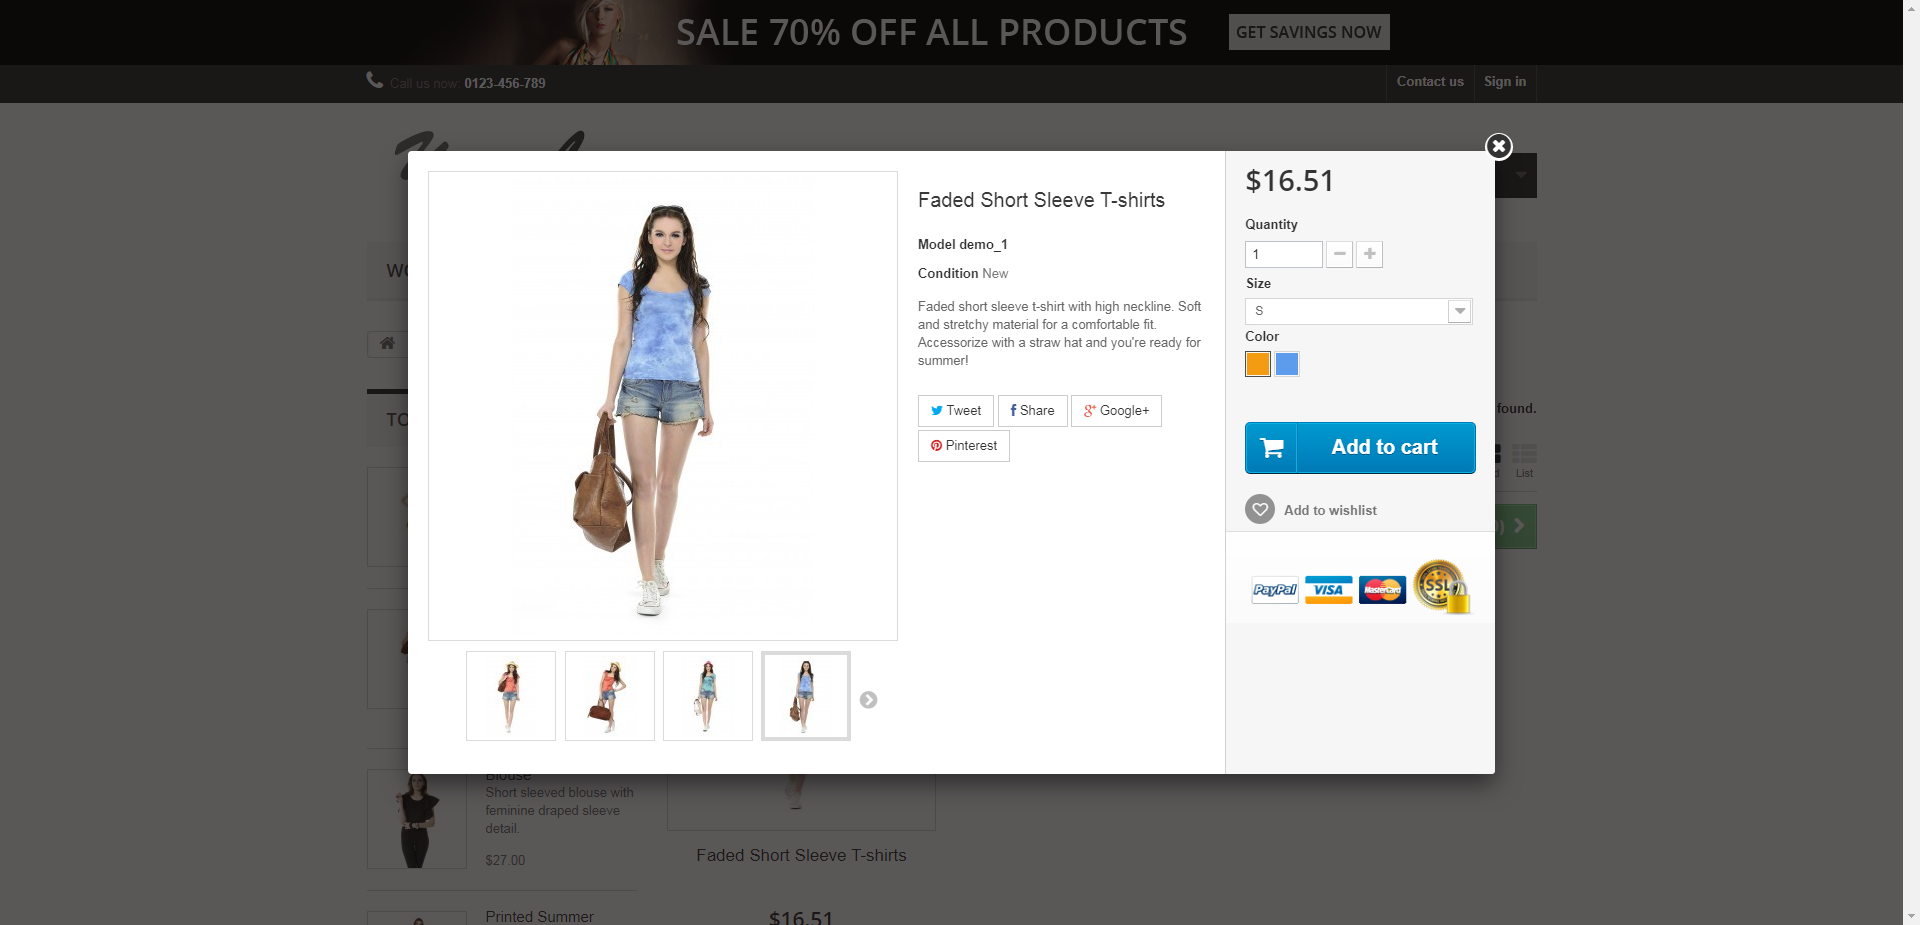 SALE 70% OFF ALL PRODUCTS
GET SAVINGS NOW
Call us now: 0123-456-789
Contact us
Sign in
Faded Short Sleeve T-shirts
Model demo_1
Condition New
Faded short sleeve t-shirt with high neckline. Soft
and stretchy material for a comfortable fit.
Accessorize with a straw hat and you're ready for
summer!
Tweet
Share
Google+
Pinterest
$16.51
Quantity
1
Size
S
Color
Add to cart
Add to wishlist
PayPal
VISA
MasterCard
SSL
WO
TO
found.
List
Blouse
Short sleeved blouse with
feminine draped sleeve
detail.
$27.00
Printed Summer
Faded Short Sleeve T-shirts
$16.51